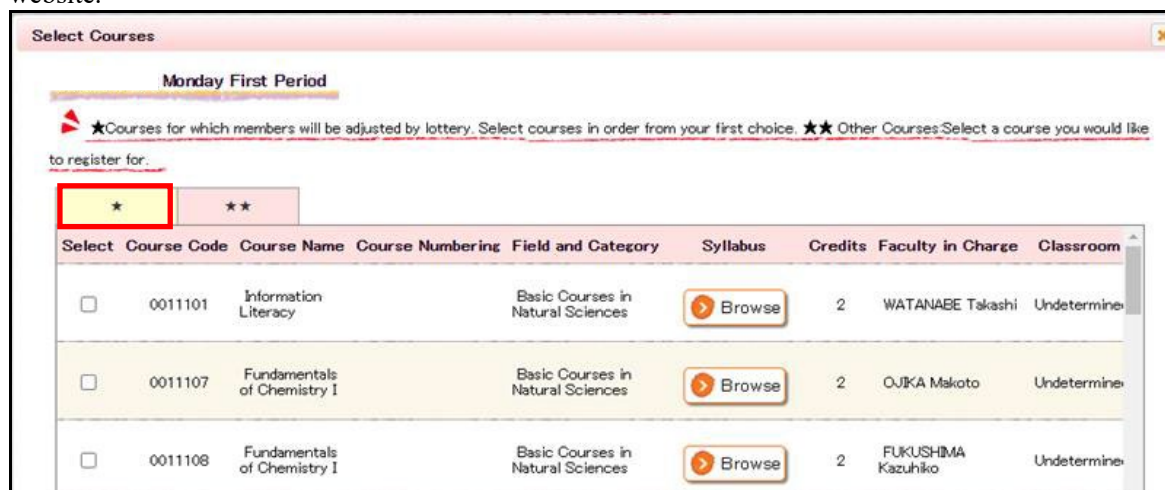 website.
Select Courses
Monday First Period
★Courses for which members will be adjusted by lottery. Select courses in order from your first choice. ★★ Other Courses:Select a course you would like
to register for.
★ ★★
Select Course Code Course Name Course Numbering Field and Category Syllabus Credits Faculty in Charge Classroom
0011101 Information Literacy Basic Courses in Natural Sciences Browse 2 WATANABE Takashi Undetermine
0011107 Fundamentals of Chemistry I Basic Courses in Natural Sciences Browse 2 OJIKA Makoto Undetermine
0011108 Fundamentals of Chemistry I Basic Courses in Natural Sciences Browse 2 FUKUSHIMA Kazuhiko Undetermine